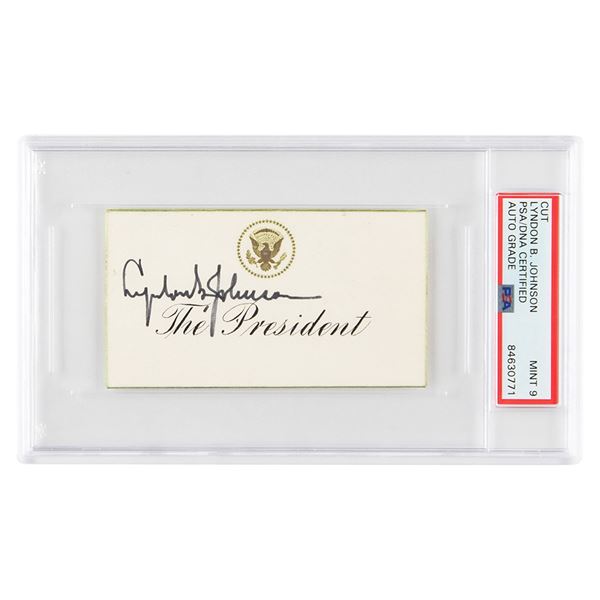 Lyndon B. Johnson
The President
CUT
LYNDON B. JOHNSON
PSA/DNA CERTIFIED
AUTO GRADE
MINT 9
PSA
84630771